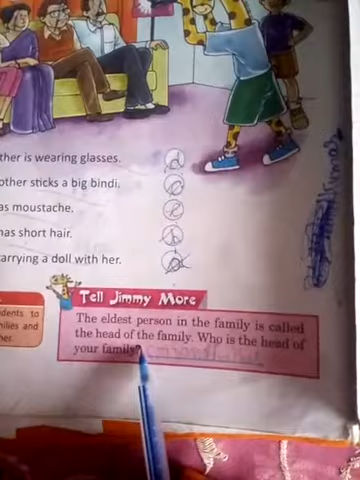 ther is wearing glasses.
other sticks a big bindi.
as moustache.
has short hair.
arrying a doll with her.
Tell Jimmy More
dents to
milies and
her.
The eldest person in the family is called
the head of the family. Who is the head of
your family?